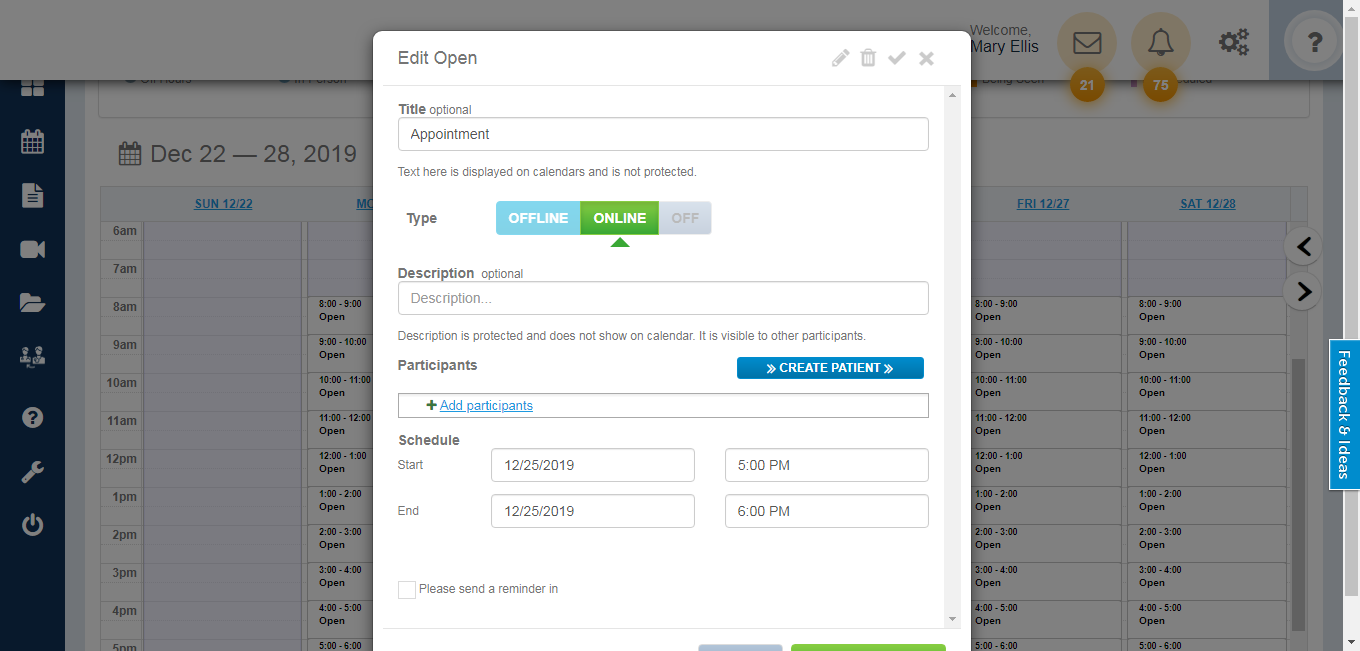 Welcome,
Mary Ellis
?
21
75
In Person
Dec 22 — 28, 2019
SUN 12/22
MO
FRI 12/27
SAT 12/28
6am
7am
8am
9am
10am
11am
12pm
1pm
2pm
3pm
4pm
5pm
8:00 - 9:00
Open
9:00 - 10:00
Open
10:00 - 11:00
Open
11:00 - 12:00
Open
12:00 - 1:00
Open
1:00 - 2:00
Open
2:00 - 3:00
Open
3:00 - 4:00
Open
4:00 - 5:00
Open
5:00 - 6:00
Edit Open
Title optional
Appointment
Text here is displayed on calendars and is not protected.
Type
OFFLINE
ONLINE
OFF
Description optional
Description...
Description is protected and does not show on calendar. It is visible to other participants.
Participants
CREATE PATIENT
Add participants
Schedule
Start
12/25/2019
5:00 PM
End
12/25/2019
6:00 PM
Please send a reminder in
8:00 - 9:00
Open
9:00 - 10:00
Open
10:00 - 11:00
Open
11:00 - 12:00
Open
12:00 - 1:00
Open
1:00 - 2:00
Open
2:00 - 3:00
Open
3:00 - 4:00
Open
4:00 - 5:00
Open
5:00 - 6:00
8:00 - 9:00
Open
9:00 - 10:00
Open
10:00 - 11:00
Open
11:00 - 12:00
Open
12:00 - 1:00
Open
1:00 - 2:00
Open
2:00 - 3:00
Open
3:00 - 4:00
Open
4:00 - 5:00
Open
5:00 - 6:00
Feedback & Ideas